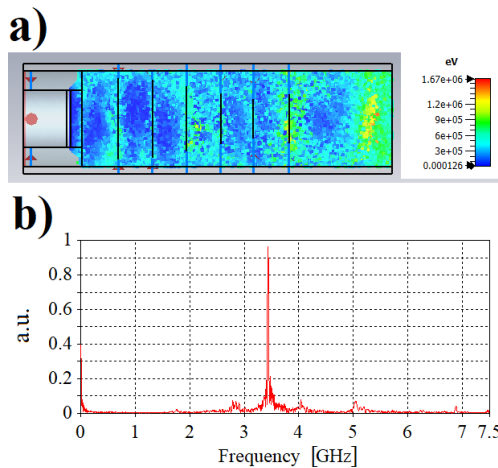 a)
eV
1.67e+06
1.2e+06
9e+05
6e+05
3e+05
0.000126
b)
1
0.8
0.6
0.4
0.2
0
a.u.
0 1 2 3 4 5 6 7 7.5
Frequency [GHz]